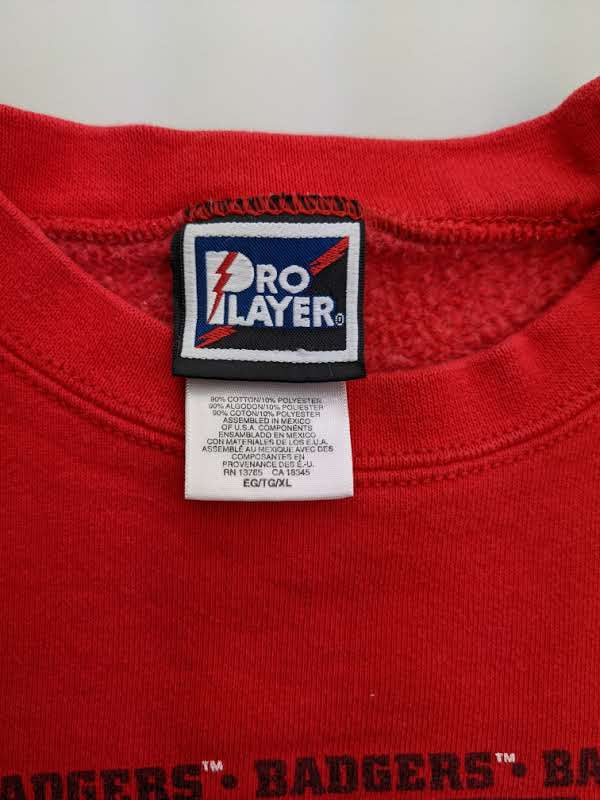 PRO
PLAYER®
90% COTTON/10% POLYESTER
90% ALGODON/10% POLIESTER
90% COTON/10% POLYESTER
ASSEMBLED IN MEXICO
OF U.S.A. COMPONENTS
ENSAMBLADO EN MEXICO
CON MATERIALES DE LOS E.U.A.
ASSEMBLÉ AU MEXIQUE AVEC DES
COMPOSANTES EN
PROVENANCE DES É.-U.
RN 13765 CA 18345
EG/TG/XL
ADGERS™ • BADGERS™ • BA